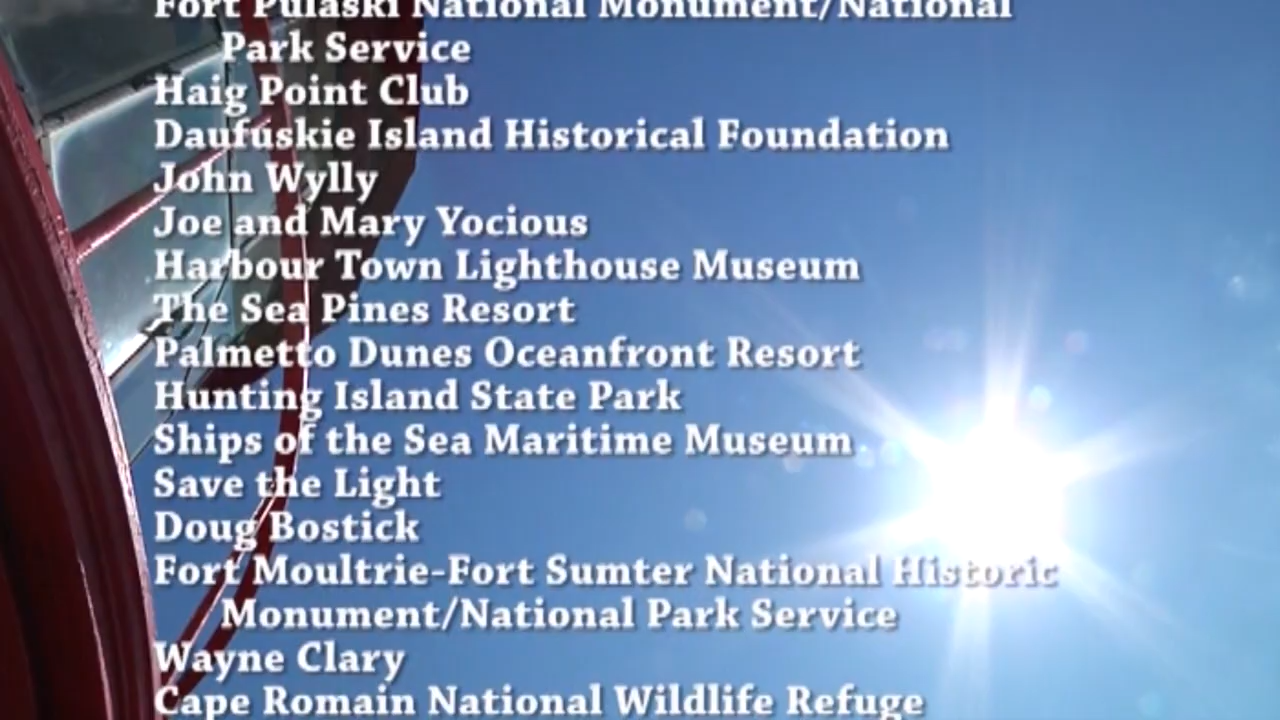 Fort Pulaski National Monument/National
Park Service
Haig Point Club
Daufuskie Island Historical Foundation
John Wylly
Joe and Mary Yocious
Harbour Town Lighthouse Museum
The Sea Pines Resort
Palmetto Dunes Oceanfront Resort
Hunting Island State Park
Ships of the Sea Maritime Museum
Save the Light
Doug Bostick
Fort Moultrie-Fort Sumter National Historic
Monument/National Park Service
Wayne Clary
Cape Romain National Wildlife Refuge